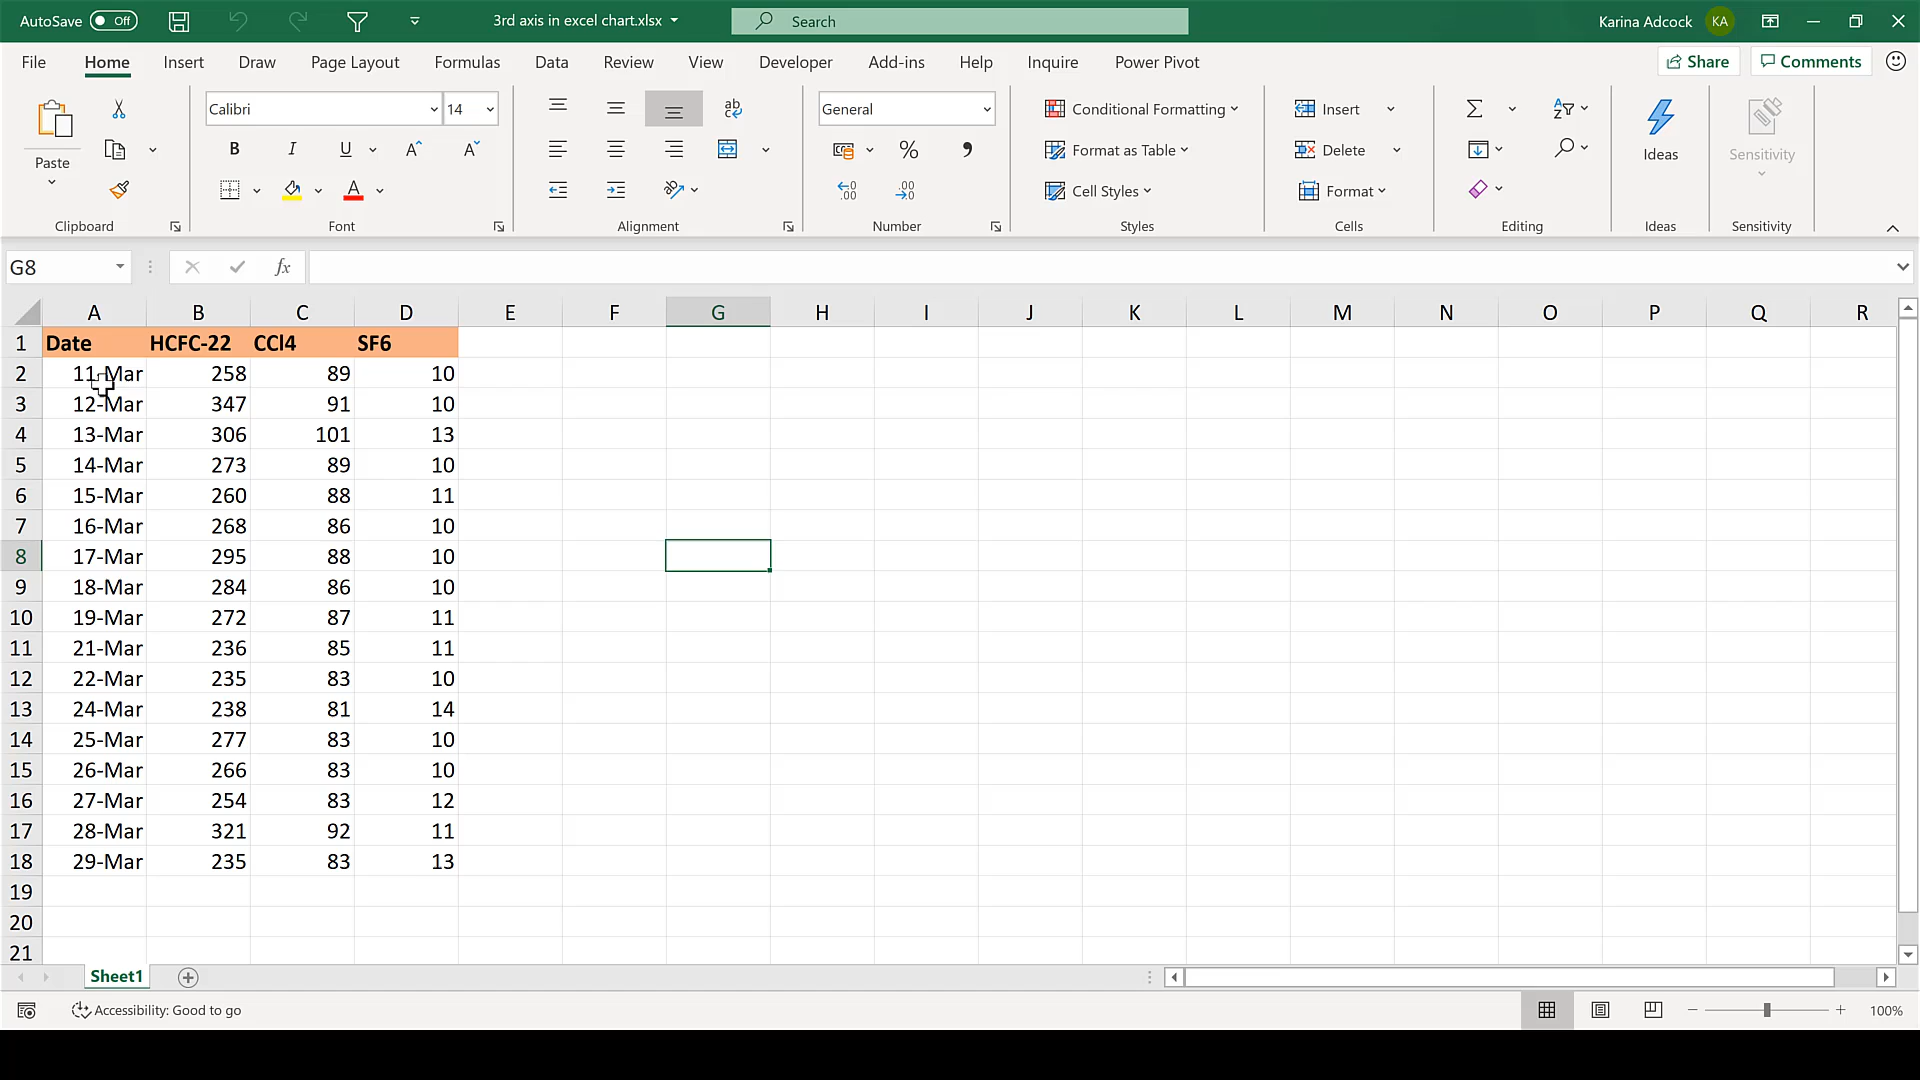 AutoSave Off 3rd axis in excel chart.xlsx Search Karina Adcock KA
File Home Insert Draw Page Layout Formulas Data Review View Developer Add-ins Help Inquire Power Pivot Share Comments
Paste
Clipboard
Calibri 14
B I U A A
A
Font
ab
Alignment
General
% 9
.00 .00
Number
Conditional Formatting
Format as Table
Cell Styles
Styles
Insert
Delete
Format
Cells
Editing
Ideas
Ideas
Sensitivity
Sensitivity
G8 fx
A B C D E F G H I J K L M N O P Q R
1 Date HCFC-22 CCl4 SF6
2 11-Mar 258 89 10
3 12-Mar 347 91 10
4 13-Mar 306 101 13
5 14-Mar 273 89 10
6 15-Mar 260 88 11
7 16-Mar 268 86 10
8 17-Mar 295 88 10
9 18-Mar 284 86 10
10 19-Mar 272 87 11
11 21-Mar 236 85 11
12 22-Mar 235 83 10
13 24-Mar 238 81 14
14 25-Mar 277 83 10
15 26-Mar 266 83 10
16 27-Mar 254 83 12
17 28-Mar 321 92 11
18 29-Mar 235 83 13
19
20
21
Sheet1
Accessibility: Good to go 100%